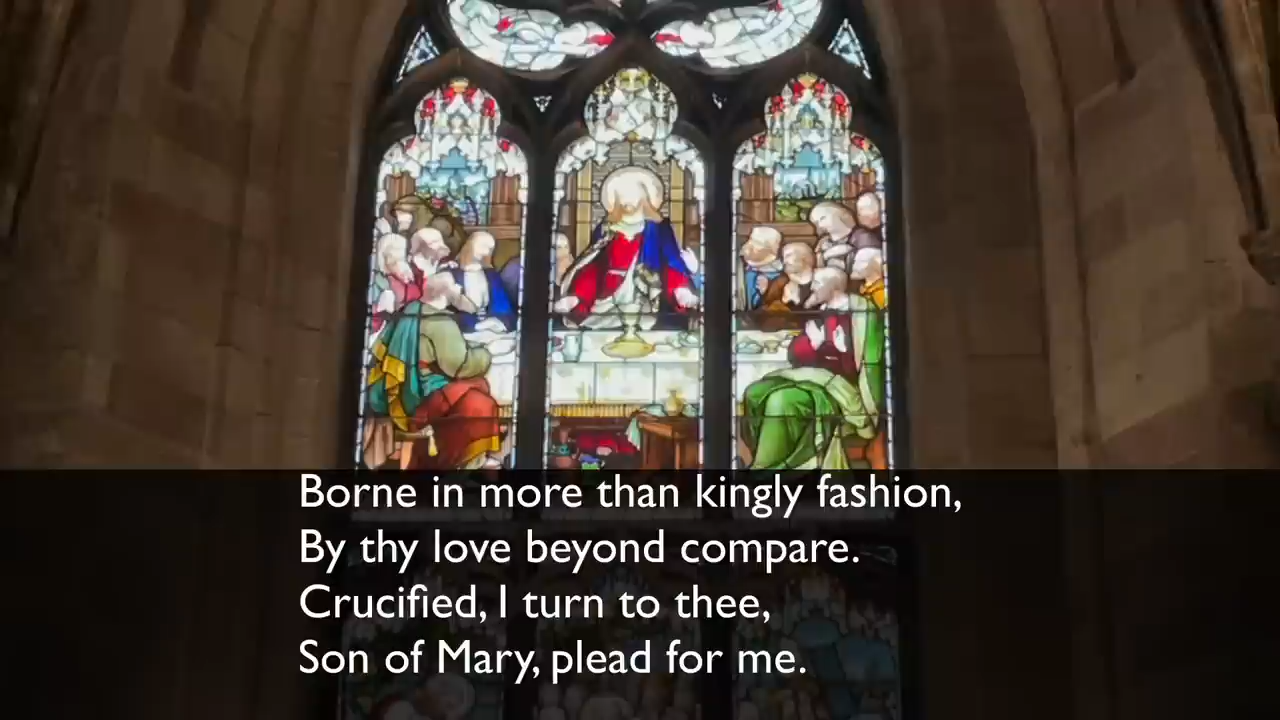 Borne in more than kingly fashion,
By thy love beyond compare.
Crucified, I turn to thee,
Son of Mary, plead for me.